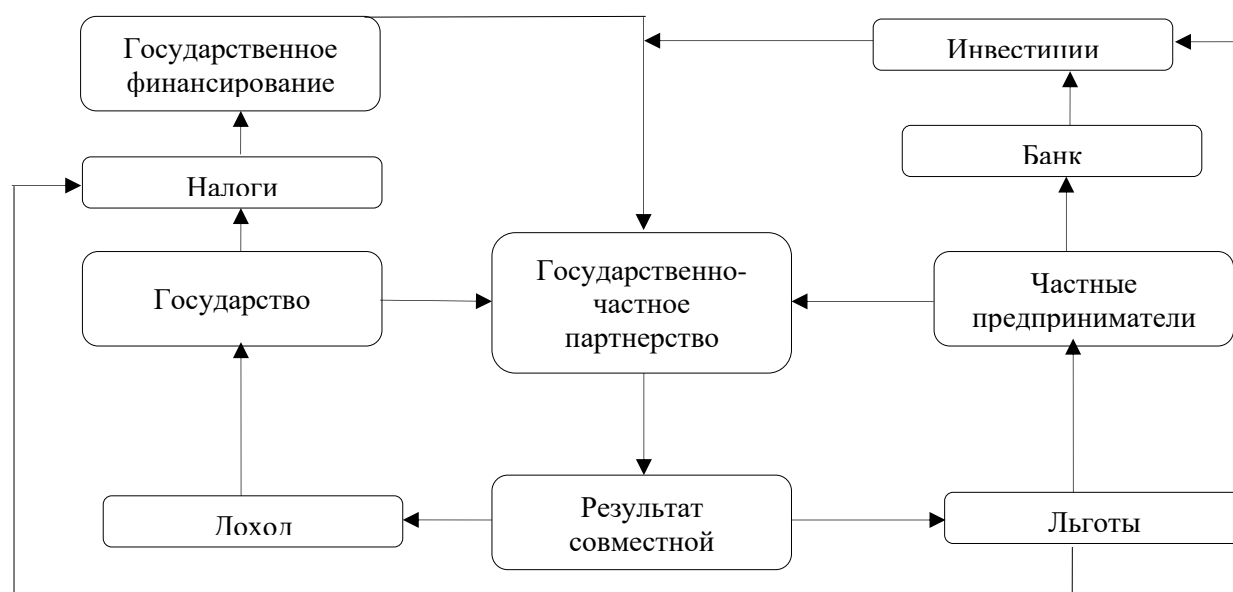 Государственное
финансирование
Инвестиции
Банк
Налоги
Государство
Государственно-
частное
партнерство
Частные
предприниматели
Доход
Результат
совместной
Льготы